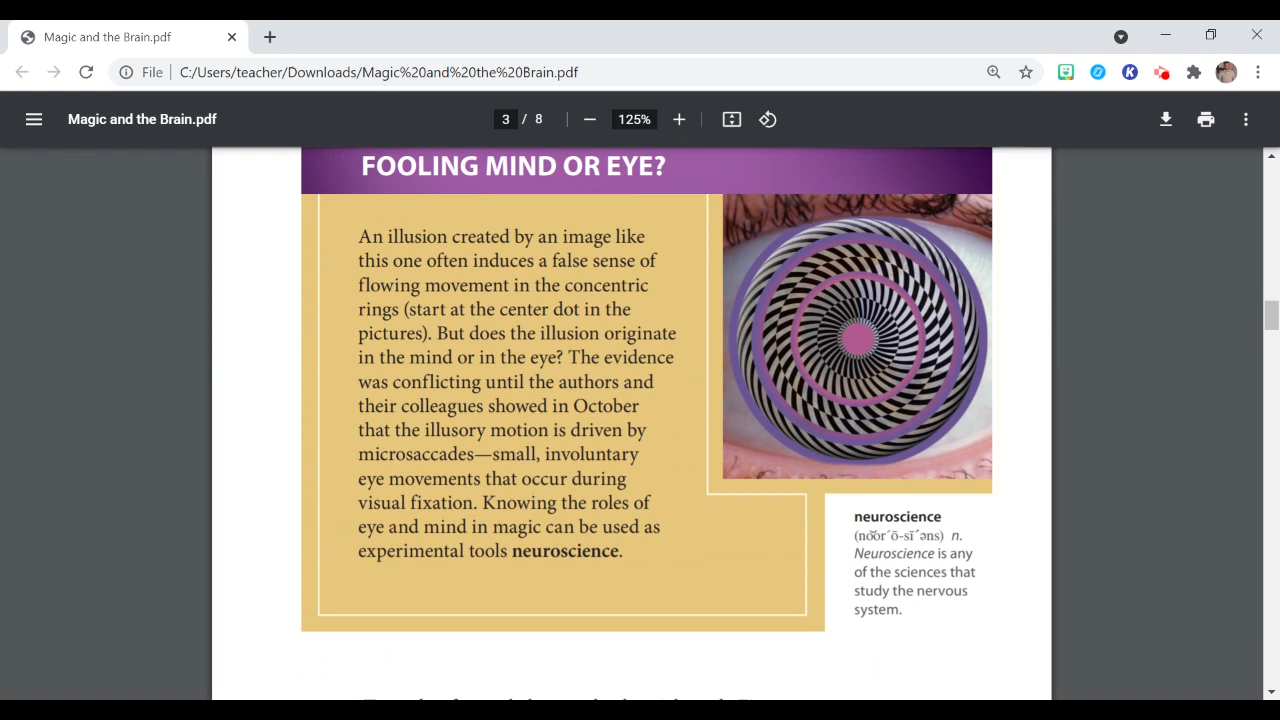 Magic and the Brain.pdf
File
C:/Users/teacher/Downloads/Magic%20and%20the%20Brain.pdf
K
Magic and the Brain.pdf
3 / 8
125%
FOOLING MIND OR EYE?
An illusion created by an image like
this one often induces a false sense of
flowing movement in the concentric
rings (start at the center dot in the
pictures). But does the illusion originate
in the mind or in the eye? The evidence
was conflicting until the authors and
their colleagues showed in October
that the illusory motion is driven by
microsaccades—small, involuntary
eye movements that occur during
visual fixation. Knowing the roles of
eye and mind in magic can be used as
experimental tools neuroscience.
neuroscience
(no͝or´ō-sī´əns) n.
Neuroscience is any
of the sciences that
study the nervous
system.